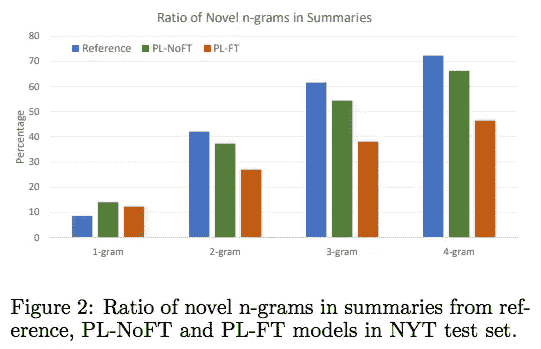 Ratio of Novel n-grams in Summaries
80
70
60
50
40
30
20
10
0
Percentage
Reference PL-NoFT PL-FT
1-gram 2-gram 3-gram 4-gram
Figure 2: Ratio of novel n-grams in summaries from ref-
erence, PL-NoFT and PL-FT models in NYT test set.